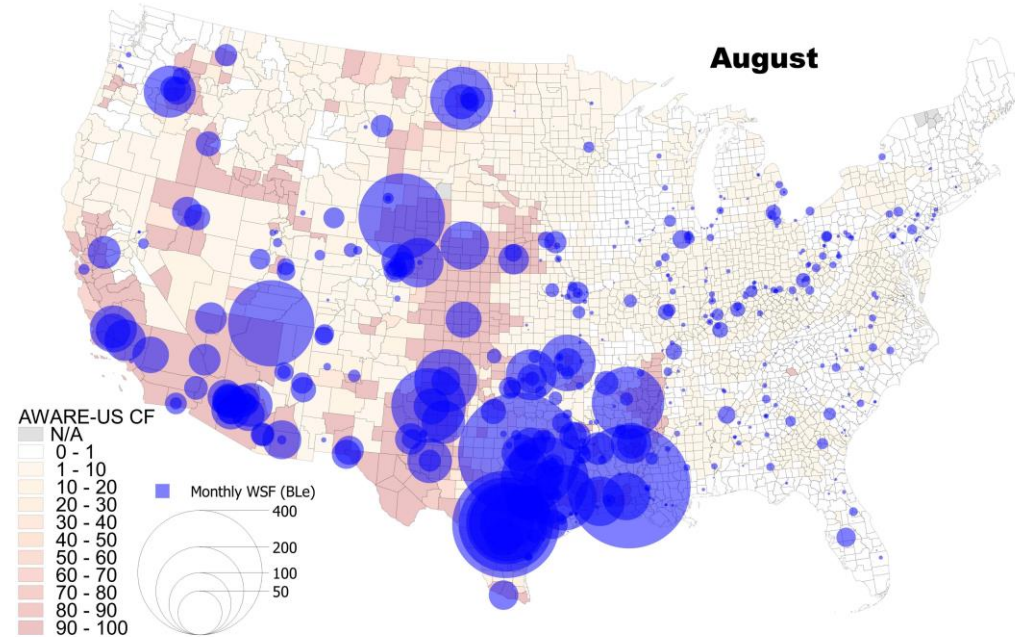 August
AWARE-US CF
N/A
0 - 1
1 - 10
10 - 20
20 - 30
30 - 40
40 - 50
50 - 60
60 - 70
70 - 80
80 - 90
90 - 100
Monthly WSF (BLe)
400
200
100
50